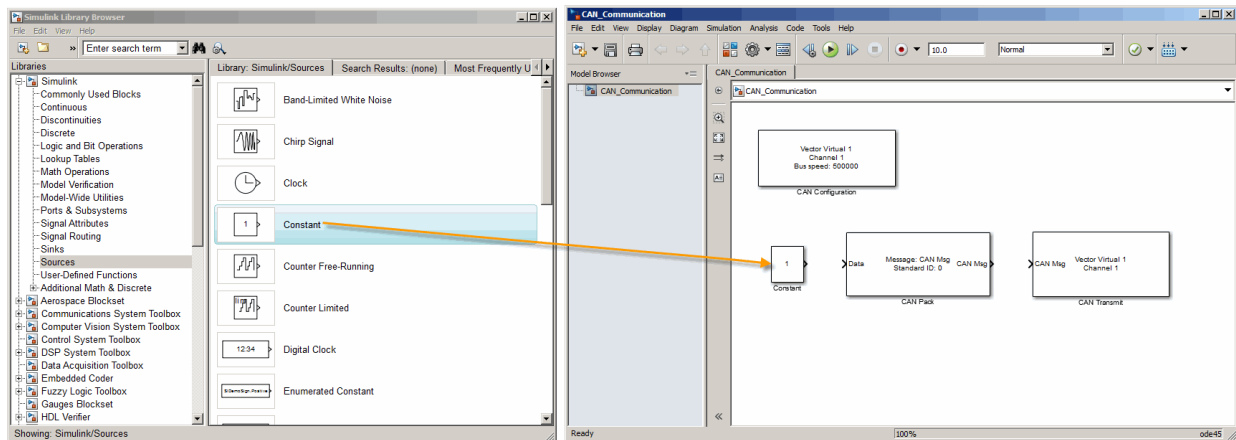 Simulink Library Browser
File Edit View Help
» Enter search term
Libraries
Simulink
Commonly Used Blocks
Continuous
Discontinuities
Discrete
Logic and Bit Operations
Lookup Tables
Math Operations
Model Verification
Model-Wide Utilities
Ports & Subsystems
Signal Attributes
Signal Routing
Sinks
Sources
User-Defined Functions
Additional Math & Discrete
Aerospace Blockset
Communications System Toolbox
Computer Vision System Toolbox
Control System Toolbox
DSP System Toolbox
Data Acquisition Toolbox
Embedded Coder
Fuzzy Logic Toolbox
Gauges Blockset
HDL Verifier
Showing: Simulink/Sources
Library: Simulink/Sources Search Results: (none) Most Frequently U
Band-Limited White Noise
Chirp Signal
Clock
1 Constant
Counter Free-Running
Counter Limited
12:34 Digital Clock
Enumerated Constant
CAN_Communication
File Edit View Display Diagram Simulation Analysis Code Tools Help
10.0 Normal
Model Browser
CAN_Communication
CAN_Communication
CAN_Communication
Vector Virtual 1
Channel 1
Bus speed: 500000
CAN Configuration
1
Constant
Data
Message: CAN Msg
Standard ID: 0
CAN Msg
CAN Pack
CAN Msg
Vector Virtual 1
Channel 1
CAN Transmit
Ready 100% ode45